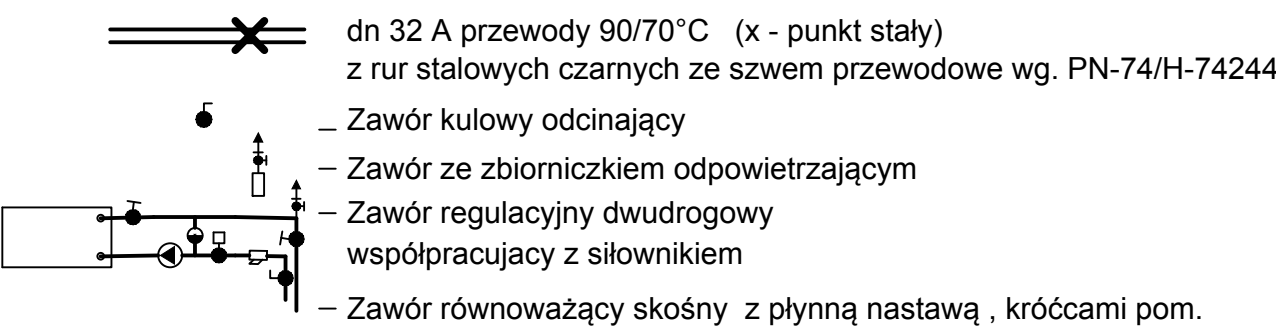 dn 32 A przewody 90/70°C (x - punkt stały)
z rur stalowych czarnych ze szwem przewodowe wg. PN-74/H-74244
– Zawór kulowy odcinający
– Zawór ze zbiorniczkiem odpowietrzającym
– Zawór regulacyjny dwudrogowy
współpracujacy z siłownikiem
– Zawór równoważący skośny z płynną nastawą , króćcami pom.